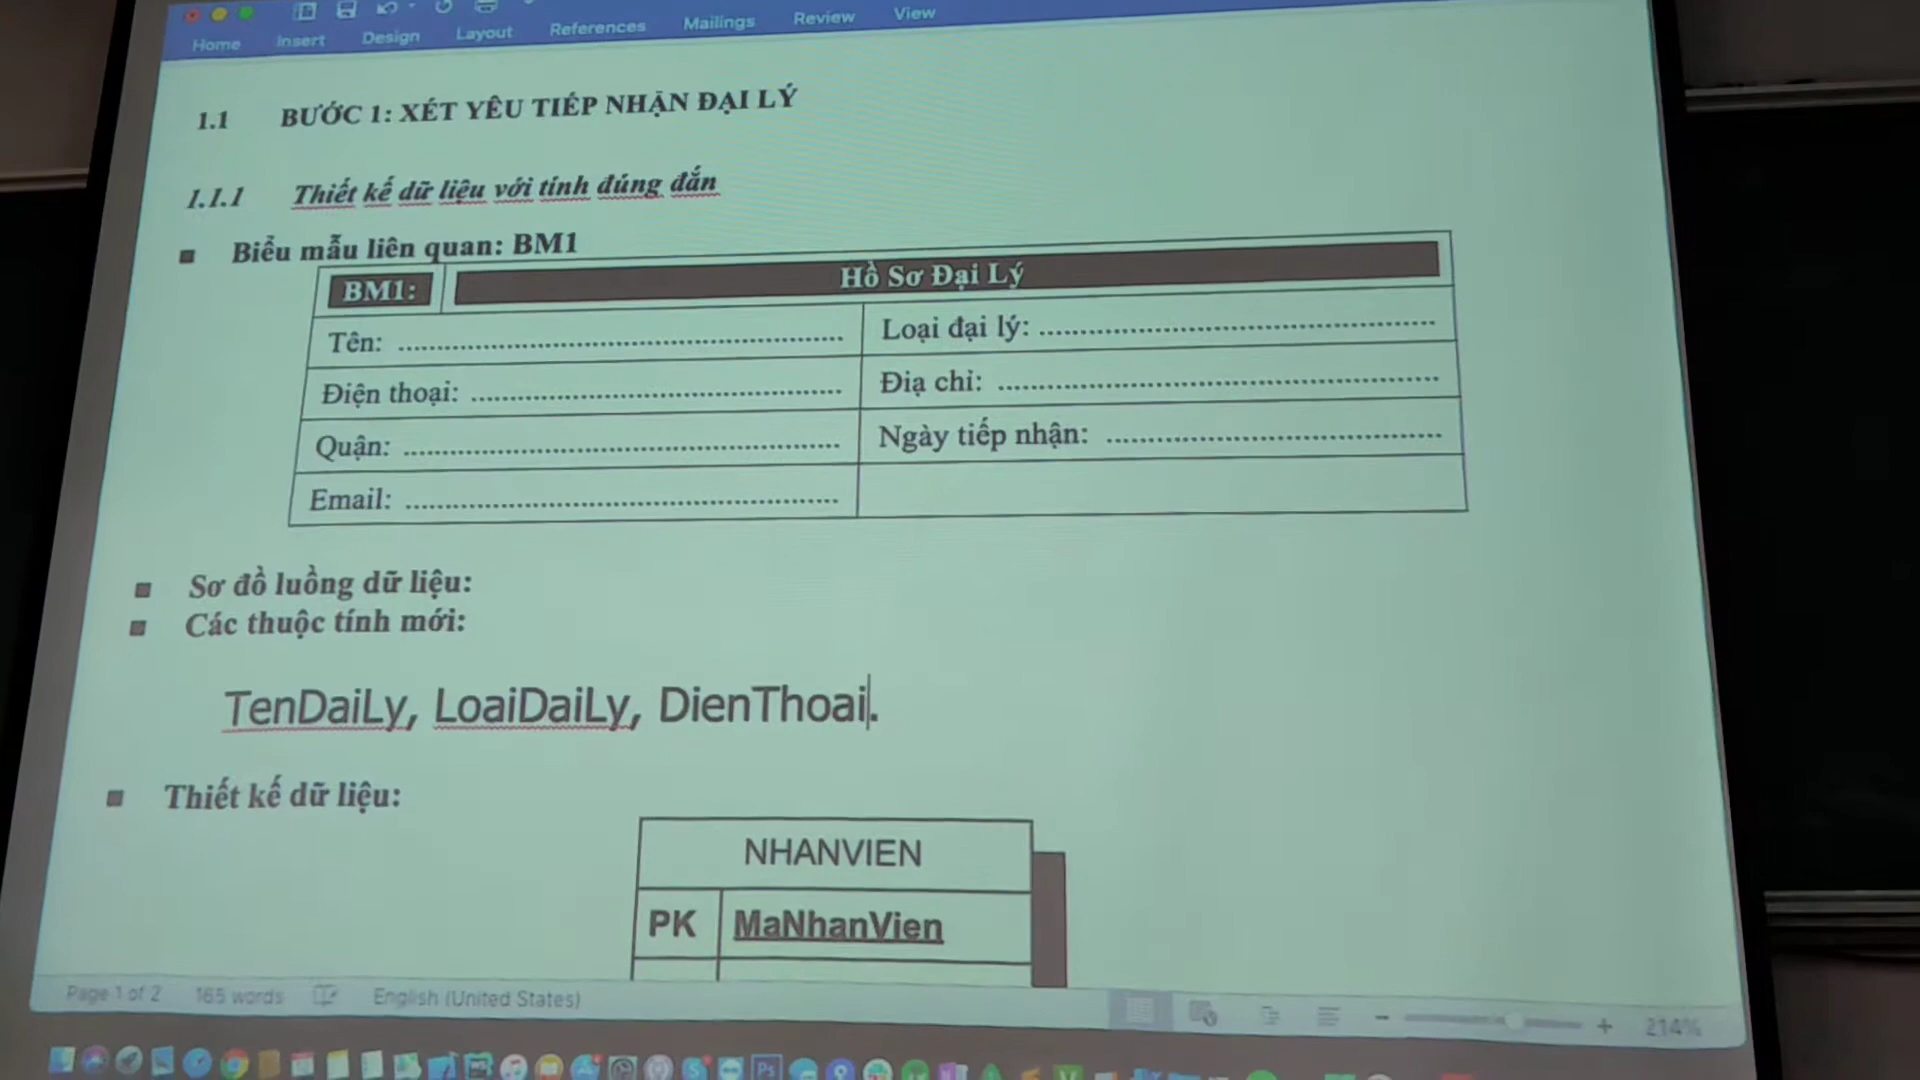 Home Insert Design Layout References Mailings Review View
1.1 BƯỚC 1: XÉT YÊU TIẾP NHẬN ĐẠI LÝ
1.1.1 Thiết kế dữ liệu với tính đúng đắn
Biểu mẫu liên quan: BM1
BM1: Hồ Sơ Đại Lý
Tên: Loại đại lý:
Điện thoại: Địa chỉ:
Quận: Ngày tiếp nhận:
Email:
Sơ đồ luồng dữ liệu:
Các thuộc tính mới:
TenDaiLy, LoaiDaiLy, DienThoai.
Thiết kế dữ liệu:
NHANVIEN
PK MaNhanVien
Page 1 of 2 165 words English (United States) 214%
Ps